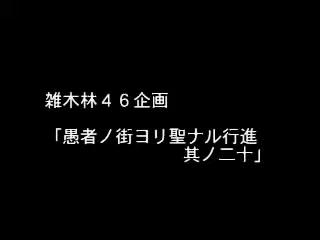 雑木林４６企画
「愚者ノ街ヨリ聖ナル行進
其ノ二十」